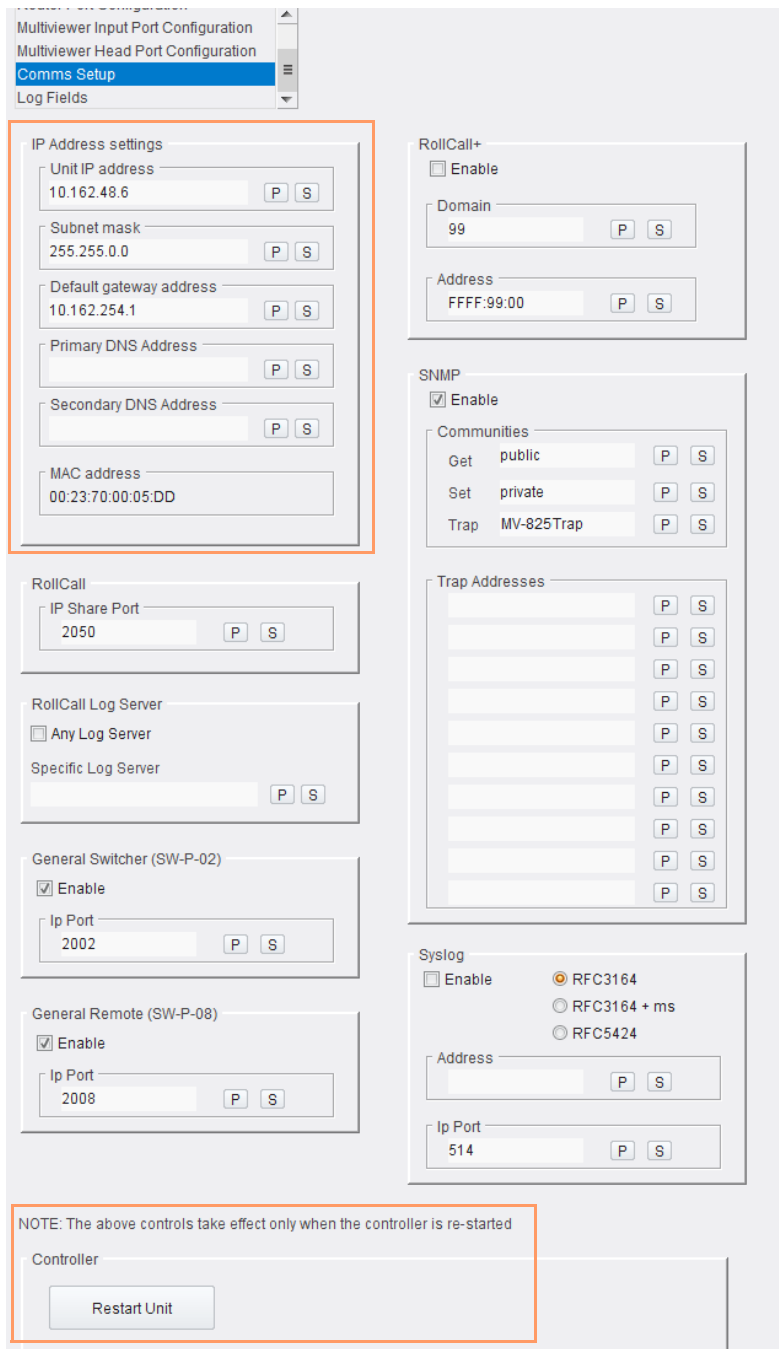 Multiviewer Input Port Configuration
Multiviewer Head Port Configuration
Comms Setup
Log Fields
IP Address settings
Unit IP address
10.162.48.6 P S
Subnet mask
255.255.0.0 P S
Default gateway address
10.162.254.1 P S
Primary DNS Address
P S
Secondary DNS Address
P S
MAC address
00:23:70:00:05:DD
RollCall
IP Share Port
2050 P S
RollCall Log Server
Any Log Server
Specific Log Server
P S
General Switcher (SW-P-02)
Enable
Ip Port
2002 P S
General Remote (SW-P-08)
Enable
Ip Port
2008 P S
RollCall+
Enable
Domain
99 P S
Address
FFFF:99:00 P S
SNMP
Enable
Communities
Get public P S
Set private P S
Trap MV-825Trap P S
Trap Addresses
P S
P S
P S
P S
P S
P S
P S
P S
P S
P S
Syslog
Enable RFC3164
RFC3164 + ms
RFC5424
Address
P S
Ip Port
514 P S
NOTE: The above controls take effect only when the controller is re-started
Controller
Restart Unit